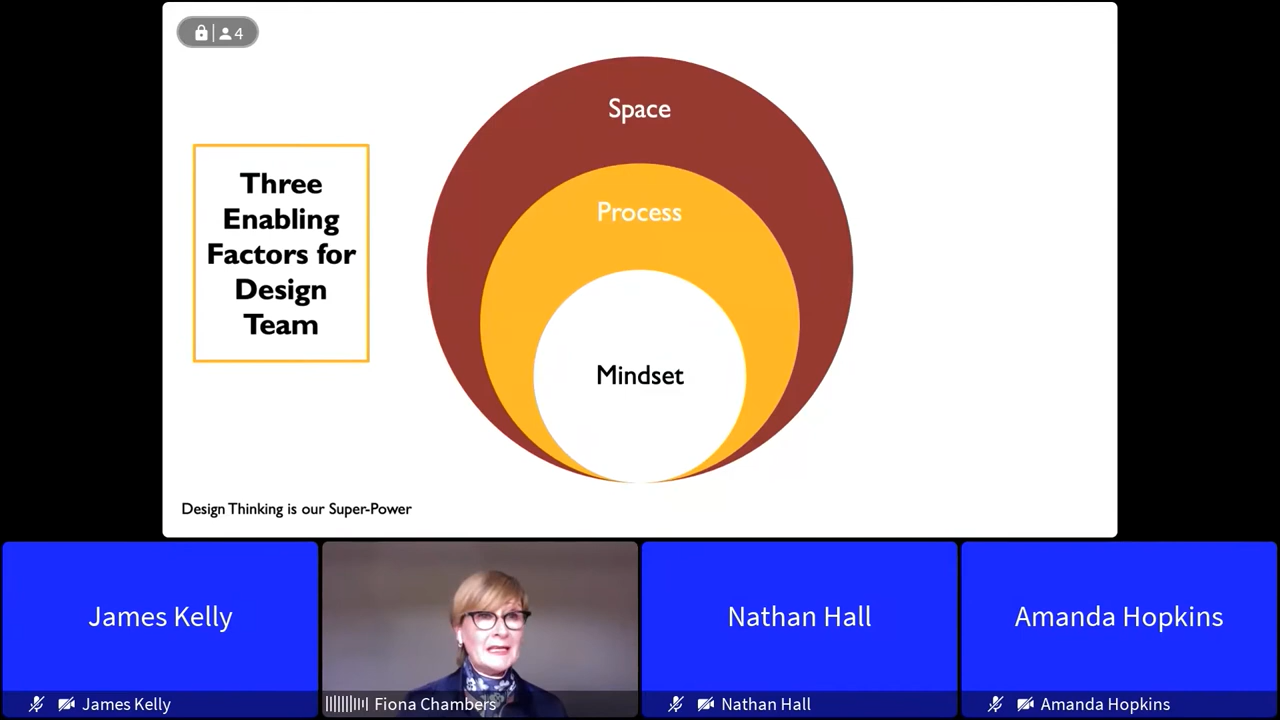 4
Space
Process
Mindset
Three
Enabling
Factors for
Design
Team
Design Thinking is our Super-Power
James Kelly
Nathan Hall
Amanda Hopkins
James Kelly
Fiona Chambers
Nathan Hall
Amanda Hopkins